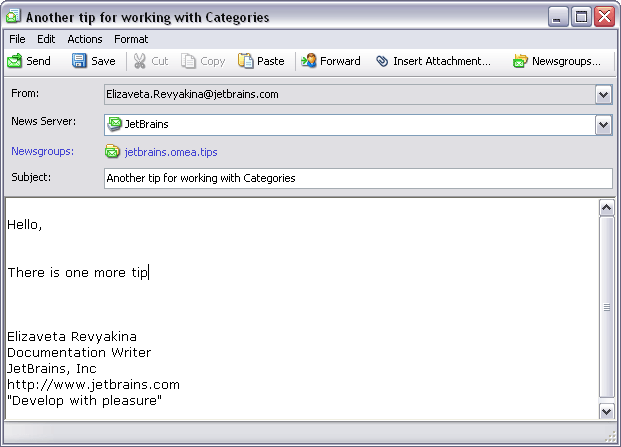 Another tip for working with Categories
File Edit Actions Format
Send Save Cut Copy Paste Forward Insert Attachment... Newsgroups...
From: Elizaveta.Revyakina@jetbrains.com
News Server: JetBrains
Newsgroups: jetbrains.omea.tips
Subject: Another tip for working with Categories
Hello,
There is one more tip
Elizaveta Revyakina
Documentation Writer
JetBrains, Inc
http://www.jetbrains.com
"Develop with pleasure"